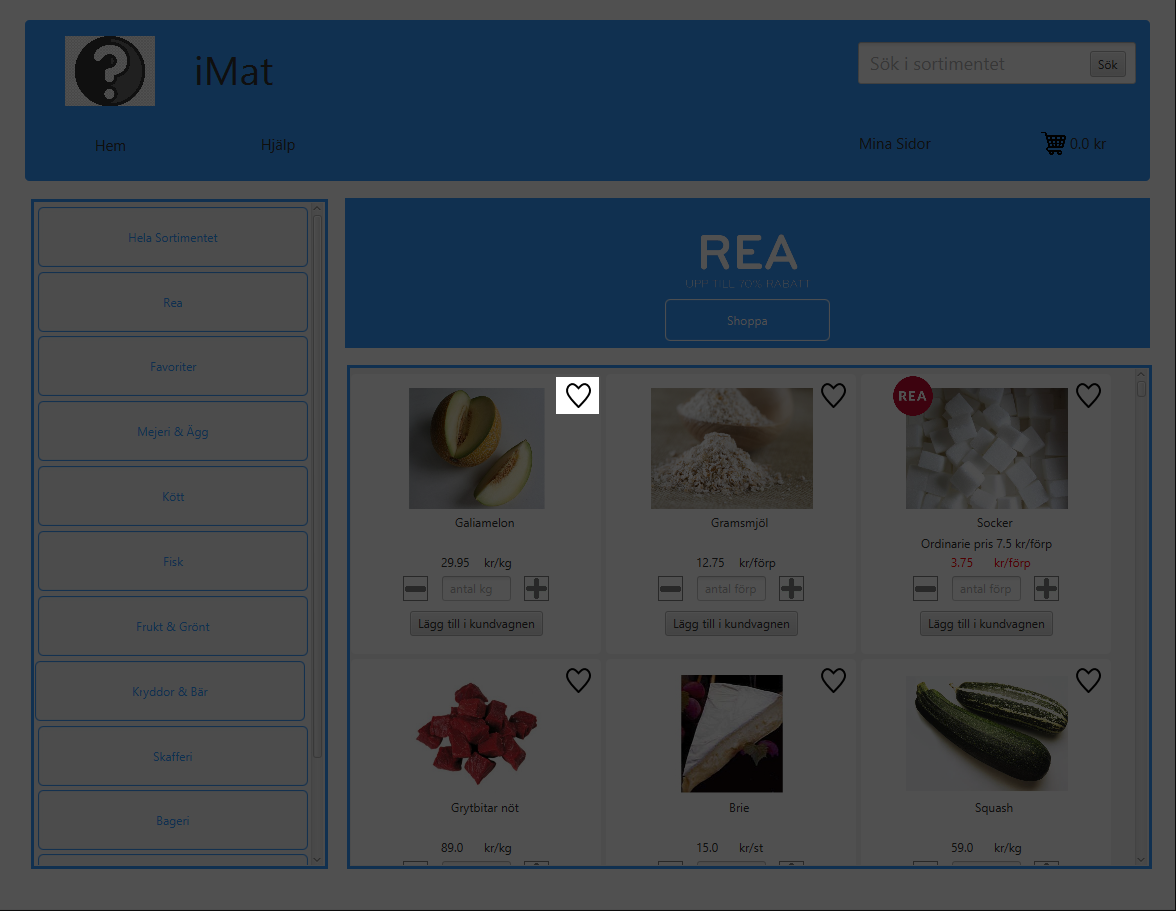 iMat
Sök i sortimentet
Sök
Hem
Hjälp
Mina Sidor
0.0 kr
Hela Sortimentet
Rea
Favoriter
Mejeri & Ägg
Kött
Fisk
Frukt & Grönt
Kryddor & Bär
Skafferi
Bageri
REA
UPP TILL 70% RABATT
Shoppa
Galiamelon
29.95 kr/kg
antal kg
Lägg till i kundvagnen
Gramsmjöl
12.75 kr/förp
antal förp
Lägg till i kundvagnen
REA
Socker
Ordinarie pris 7.5 kr/förp
3.75 kr/förp
antal förp
Lägg till i kundvagnen
Grytbitar nöt
89.0 kr/kg
Brie
15.0 kr/st
Squash
59.0 kr/kg